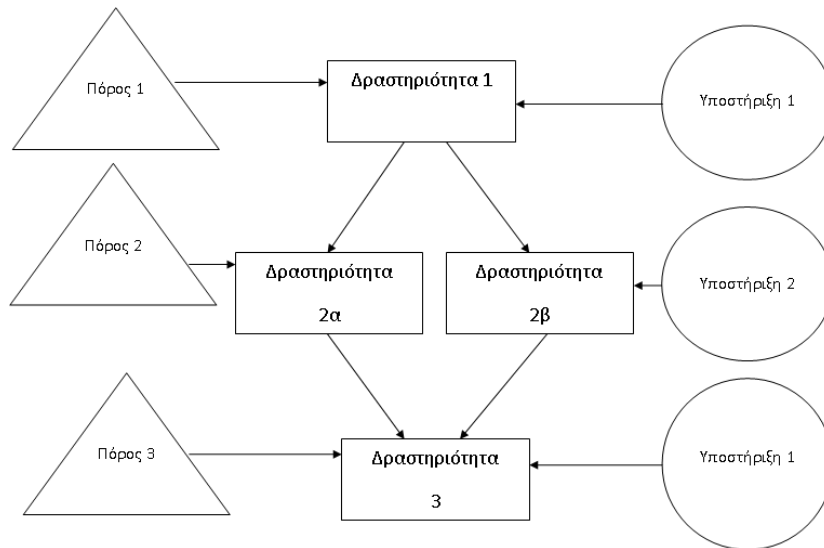 Πόρος 1
Δραστηριότητα 1
Υποστήριξη 1
Πόρος 2
Δραστηριότητα
2α
Δραστηριότητα
2β
Υποστήριξη 2
Πόρος 3
Δραστηριότητα
3
Υποστήριξη 1